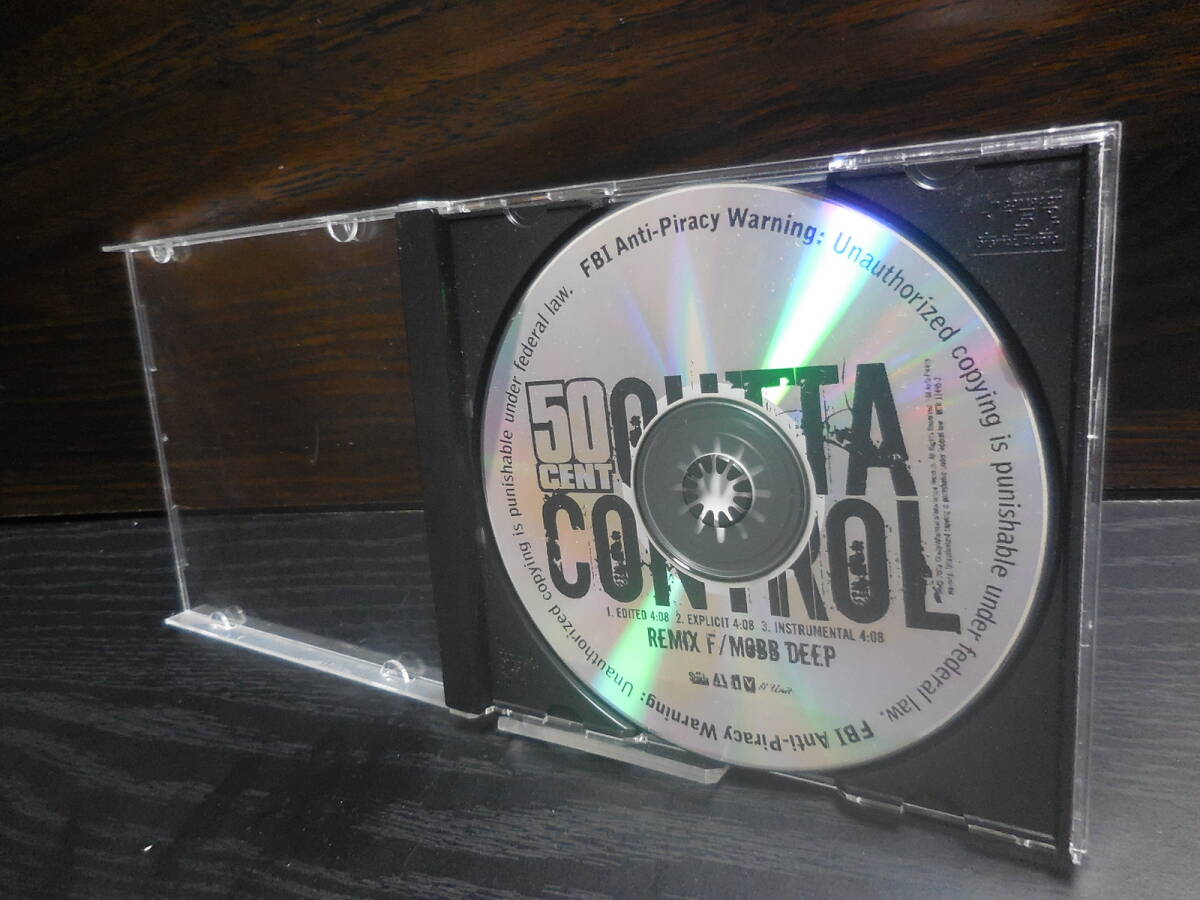 FBI Anti-Piracy Warning: Unauthorized copying is punishable under federal law.
50
CENT
OUTTA
CONTROL
1. EDITED 4:08 2. EXPLICIT 4:08 3. INSTRUMENTAL 4:08
REMIX F/MOBB DEEP
G Unit
FBI Anti-Piracy Warning: Unauthorized copying is punishable under federal law.